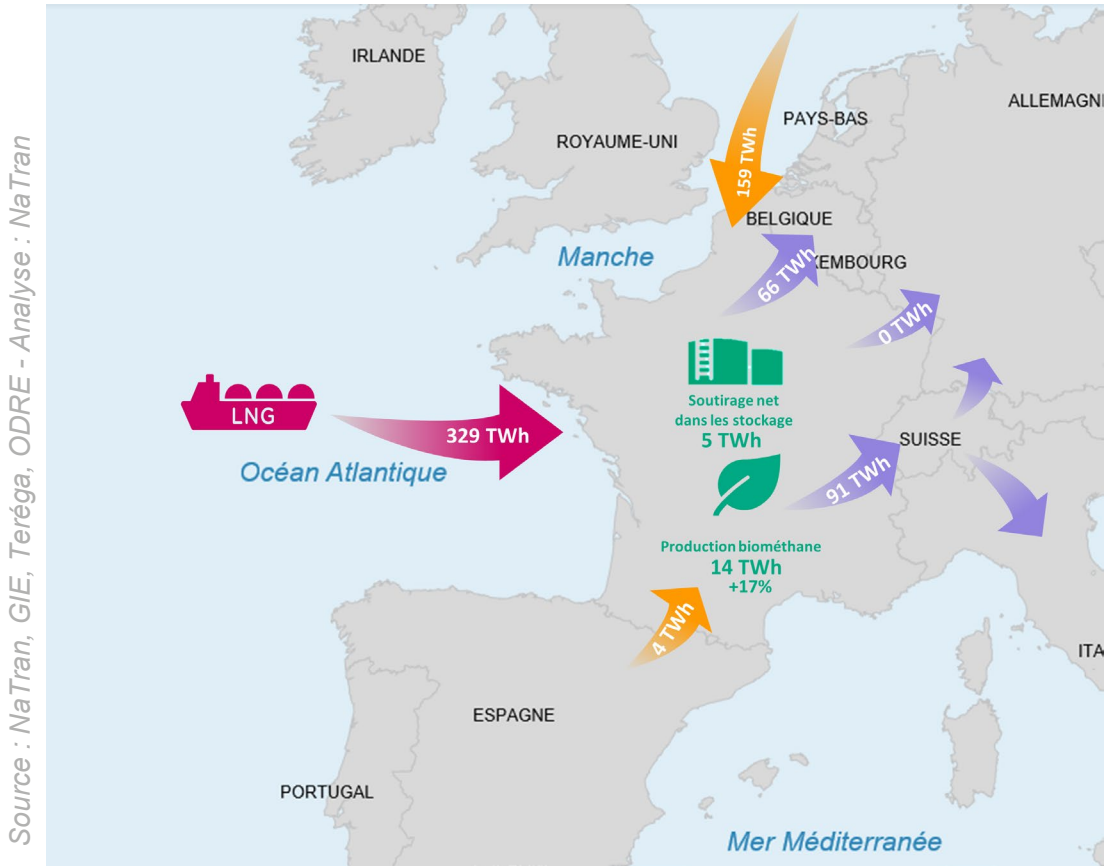 Source : NaTran, GIE, Teréga, ODRE - Analyse : NaTran
IRLANDE
ROYAUME-UNI
PAYS-BAS
ALLEMAGN
159 TWh
BELGIQUE
Manche
66 TWh
XEMBOURG
0 TWh
LNG
329 TWh
Océan Atlantique
Soutirage net
dans les stockage
5 TWh
SUISSE
91 TWh
Production biométhane
14 TWh
+17%
4 TWh
ITA
ESPAGNE
PORTUGAL
Mer Méditerranée